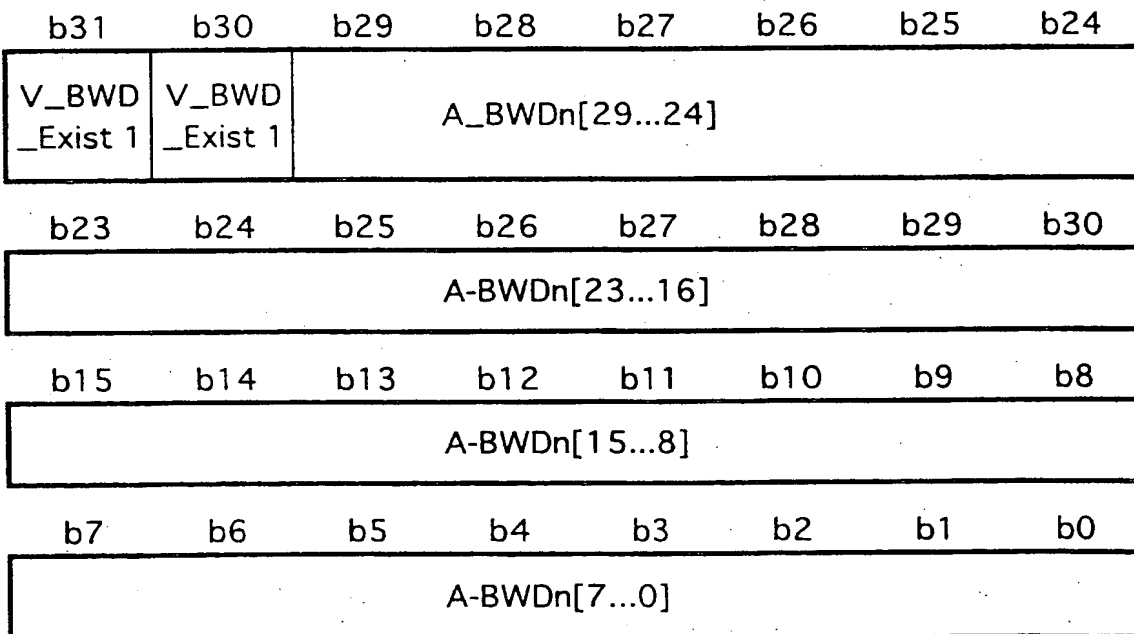 b31 b30 b29 b28 b27 b26 b25 b24
V_BWD V_BWD
_Exist 1 _Exist 1
A_BWDn[29...24]
b23 b24 b25 b26 b27 b28 b29 b30
A-BWDn[23...16]
b15 b14 b13 b12 b11 b10 b9 b8
A-BWDn[15...8]
b7 b6 b5 b4 b3 b2 b1 b0
A-BWDn[7...0]